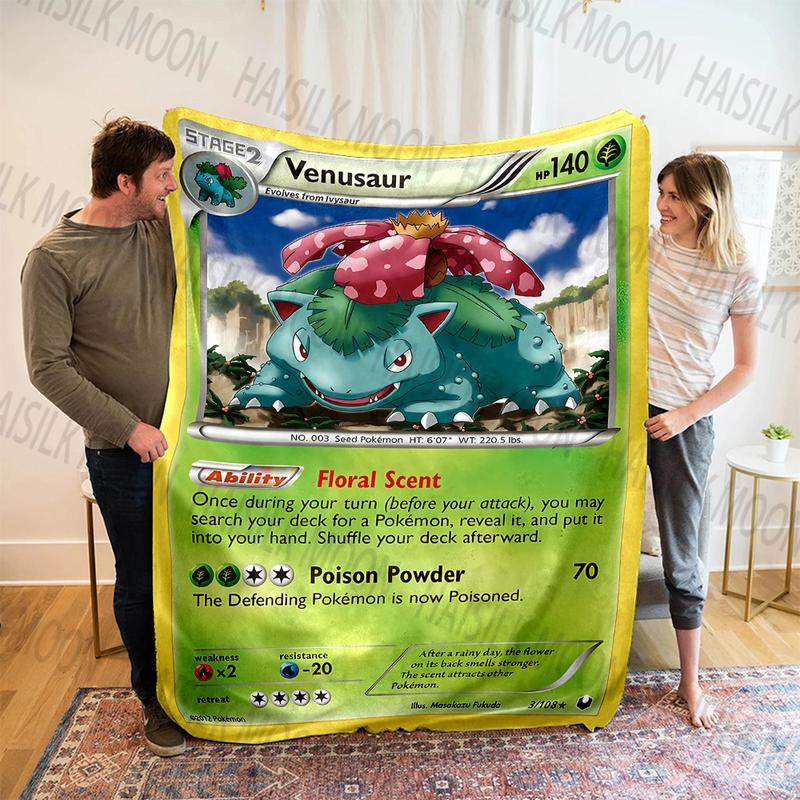 HAISILK MOON HAISILK MOON HAISILK
STAGE2
Venusaur
HP140
Evolves from Ivysaur
NO. 003 Seed Pokémon HT: 6'07" WT: 220.5 lbs.
Ability Floral Scent
Once during your turn (before your attack), you may
search your deck for a Pokémon, reveal it, and put it
into your hand. Shuffle your deck afterward.
Poison Powder 70
The Defending Pokémon is now Poisoned.
weakness
×2
resistance
-20
retreat
After a rainy day, the flower
on its back smells stronger.
The scent attracts other
Pokémon.
©2012 Pokémon
Illus. Masakazu Fukuda
3/108★